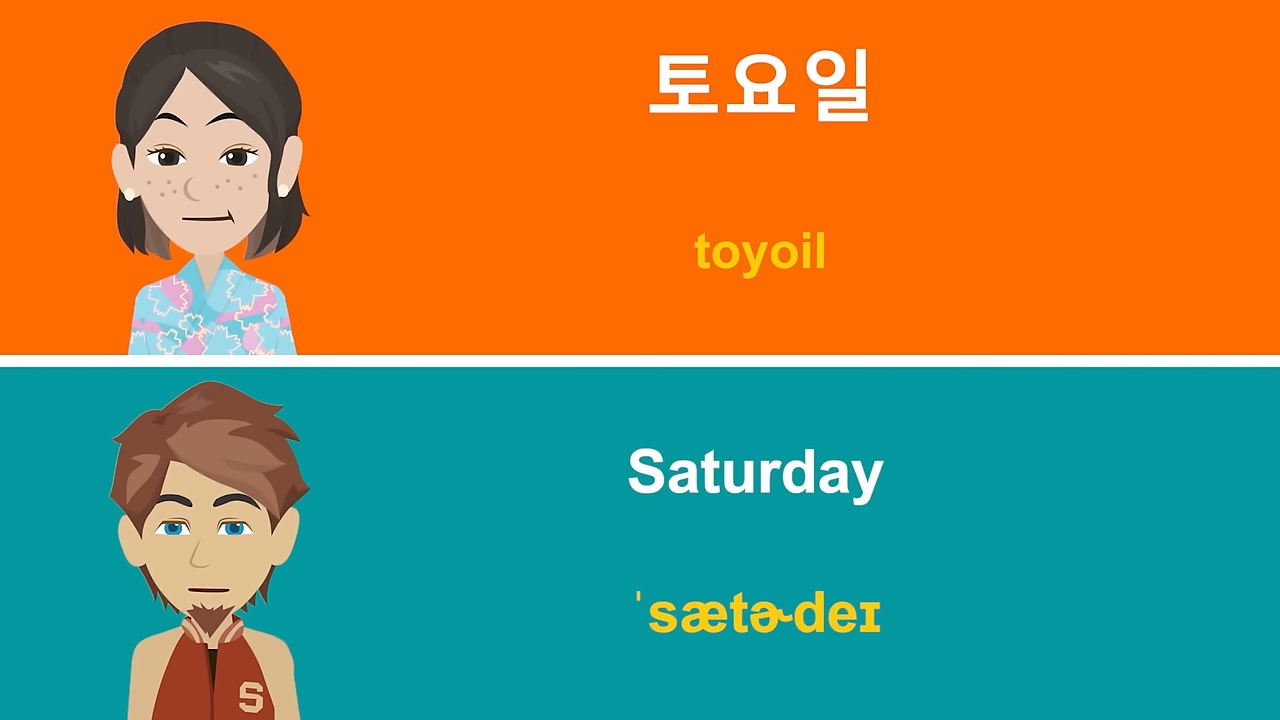 토요일
toyoil
Saturday
ˈsætɚdeɪ
S